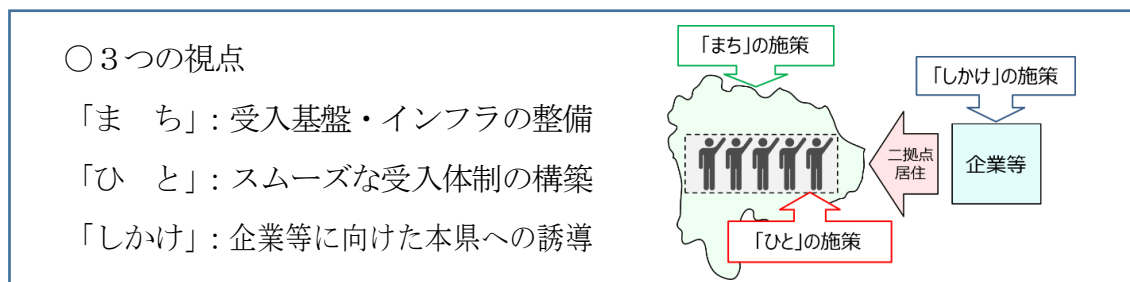 ○3つの視点
「ま　ち」：受入基盤・インフラの整備
「ひ　と」：スムーズな受入体制の構築
「しかけ」：企業等に向けた本県への誘導
「まち」の施策
「しかけ」の施策
二拠点
居住
企業等
「ひと」の施策